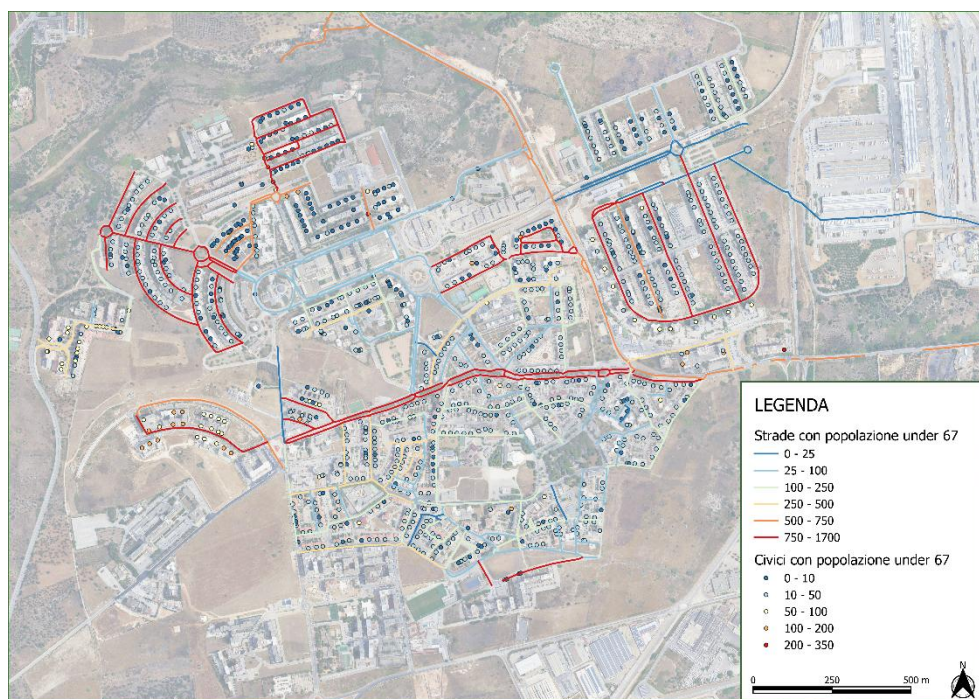 LEGENDA
Strade con popolazione under 67
0 - 25
25 - 100
100 - 250
250 - 500
500 - 750
750 - 1700
Civici con popolazione under 67
0 - 10
10 - 50
50 - 100
100 - 200
200 - 350
N
0 250 500 m